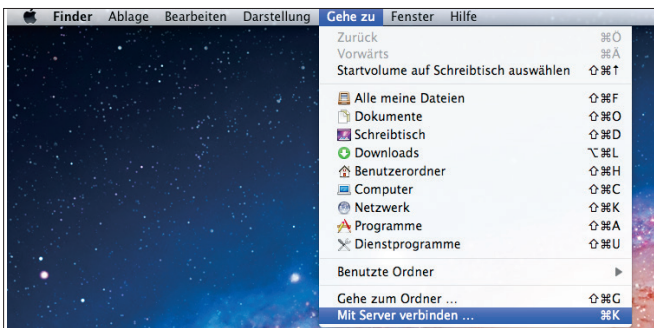 Finder Ablage Bearbeiten Darstellung Gehe zu Fenster Hilfe
Zurück ⌘Ö
Vorwärts ⌘Ä
Startvolume auf Schreibtisch auswählen ⇧⌘↑
Alle meine Dateien ⇧⌘F
Dokumente ⇧⌘O
Schreibtisch ⇧⌘D
Downloads ⌥⌘L
Benutzerordner ⇧⌘H
Computer ⇧⌘C
Netzwerk ⇧⌘K
Programme ⇧⌘A
Dienstprogramme ⇧⌘U
Benutzte Ordner ▶
Gehe zum Ordner ... ⇧⌘G
Mit Server verbinden ... ⌘K